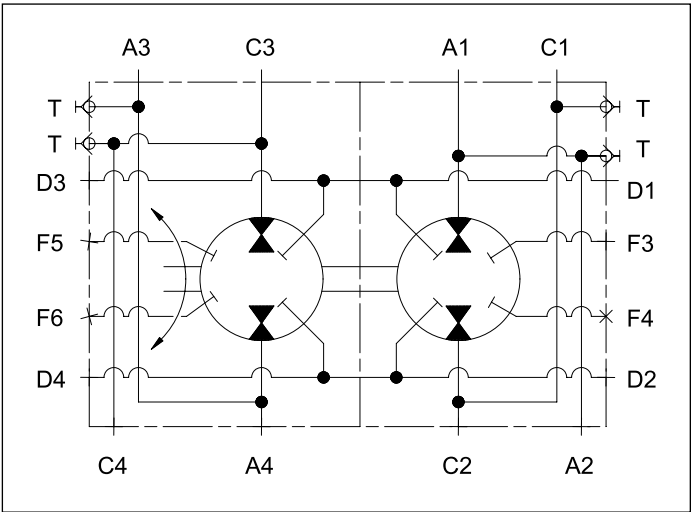 A3 C3 A1 C1
T T
T T
D3 D1
F5 F3
F6 F4
D4 D2
C4 A4 C2 A2